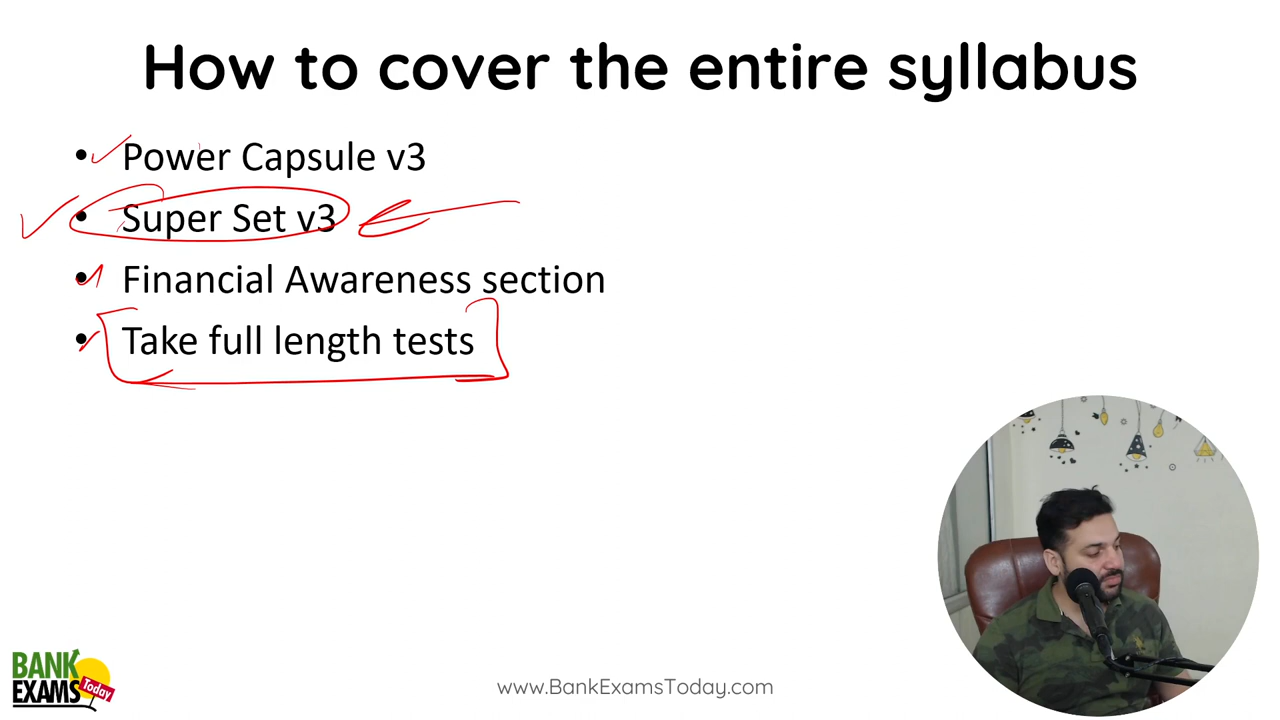 How to cover the entire syllabus
• Power Capsule v3
• Super Set v3
• Financial Awareness section
• Take full length tests
BANK
EXAMS Today
www.BankExamsToday.com